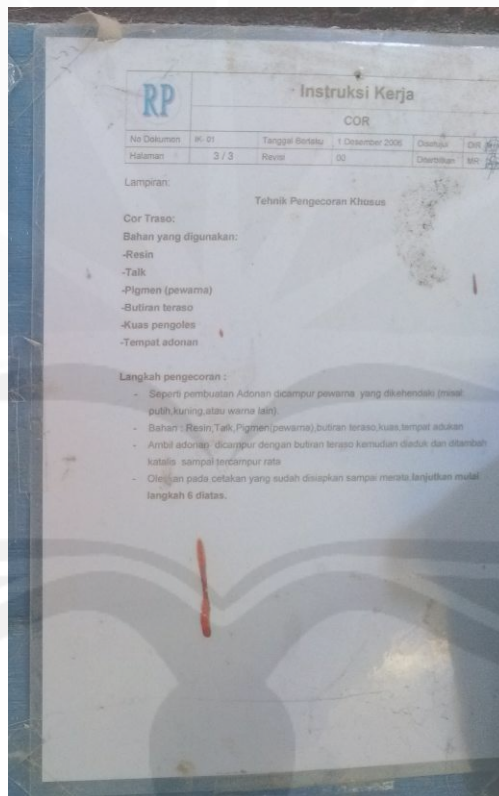 RP
Instruksi Kerja
COR
No Dokumen IK- 01 Tanggal Berlaku 1 Desember 2006 Disetujui DIR
Halaman 3 / 3 Revisi 00 Diterbitkan MR
Lampiran:
Tehnik Pengecoran Khusus
Cor Traso:
Bahan yang digunakan:
-Resin
-Talk
-Pigmen (pewarna)
-Butiran teraso
-Kuas pengoles
-Tempat adonan
Langkah pengecoran :
- Seperti pembuatan Adonan dicampur pewarna yang dikehendaki (misal
putih,kuning,atau warna lain).
- Bahan : Resin,Talk,Pigmen(pewarna),butiran teraso,kuas,tempat adukan
- Ambil adonan dicampur dengan butiran teraso kemudian diaduk dan ditambah
katalis sampai tercampur rata
- Oleskan pada cetakan yang sudah disiapkan sampai merata.lanjutkan mulai
langkah 6 diatas.